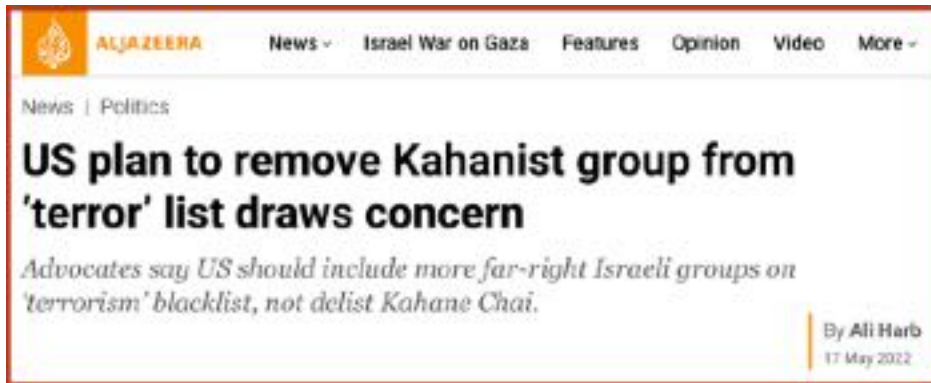 ALJAZEERA News Israel War on Gaza Features Opinion Video More
News | Politics
US plan to remove Kahanist group from
'terror' list draws concern
Advocates say US should include more far-right Israeli groups on
'terrorism' blacklist, not delist Kahane Chai.
By Ali Harb
17 May 2022